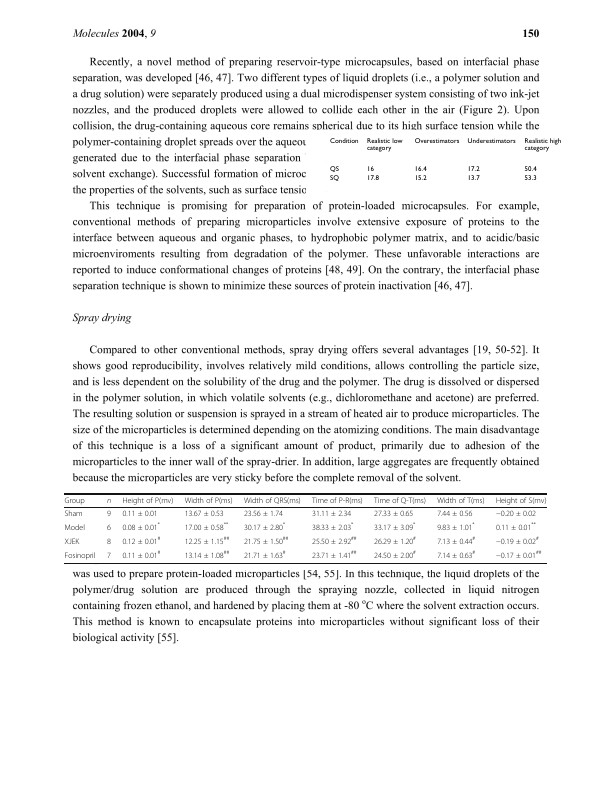 Molecules 2004, 9 150
Recently, a novel method of preparing reservoir-type microcapsules, based on interfacial phase
separation, was developed [46, 47]. Two different types of liquid droplets (i.e., a polymer solution and
a drug solution) were separately produced using a dual microdispenser system consisting of two ink-jet
nozzles, and the produced droplets were allowed to collide each other in the air (Figure 2). Upon
collision, the drug-containing aqueous core remains spherical due to its high surface tension while the
polymer-containing droplet spreads over the aqueou
generated due to the interfacial phase separation
solvent exchange). Successful formation of microc
the properties of the solvents, such as surface tensio
Condition Realistic low category Overestimators Underestimators Realistic high category
QS 16 16.4 17.2 50.4
SQ 17.8 15.2 13.7 53.3
This technique is promising for preparation of protein-loaded microcapsules. For example,
conventional methods of preparing microparticles involve extensive exposure of proteins to the
interface between aqueous and organic phases, to hydrophobic polymer matrix, and to acidic/basic
microenviroments resulting from degradation of the polymer. These unfavorable interactions are
reported to induce conformational changes of proteins [48, 49]. On the contrary, the interfacial phase
separation technique is shown to minimize these sources of protein inactivation [46, 47].
Spray drying
Compared to other conventional methods, spray drying offers several advantages [19, 50-52]. It
shows good reproducibility, involves relatively mild conditions, allows controlling the particle size,
and is less dependent on the solubility of the drug and the polymer. The drug is dissolved or dispersed
in the polymer solution, in which volatile solvents (e.g., dichloromethane and acetone) are preferred.
The resulting solution or suspension is sprayed in a stream of heated air to produce microparticles. The
size of the microparticles is determined depending on the atomizing conditions. The main disadvantage
of this technique is a loss of a significant amount of product, primarily due to adhesion of the
microparticles to the inner wall of the spray-drier. In addition, large aggregates are frequently obtained
because the microparticles are very sticky before the complete removal of the solvent.
Group n Height of P(mv) Width of P(ms) Width of QRS(ms) Time of P-R(ms) Time of Q-T(ms) Width of T(ms) Height of S(mv)
Sham 9 0.11 ± 0.01 13.67 ± 0.53 23.56 ± 1.74 31.11 ± 2.34 27.33 ± 0.65 7.44 ± 0.56 −0.20 ± 0.02
Model 6 0.08 ± 0.01* 17.00 ± 0.58** 30.17 ± 2.80* 38.33 ± 2.03* 33.17 ± 3.09* 9.83 ± 1.01* 0.11 ± 0.01**
XJEK 8 0.12 ± 0.01# 12.25 ± 1.15## 21.75 ± 1.50## 25.50 ± 2.92## 26.29 ± 1.20# 7.13 ± 0.44# −0.19 ± 0.02#
Fosinopril 7 0.11 ± 0.01# 13.14 ± 1.08## 21.71 ± 1.63# 23.71 ± 1.41## 24.50 ± 2.00# 7.14 ± 0.63# −0.17 ± 0.01##
was used to prepare protein-loaded microparticles [54, 55]. In this technique, the liquid droplets of the
polymer/drug solution are produced through the spraying nozzle, collected in liquid nitrogen
containing frozen ethanol, and hardened by placing them at -80 °C where the solvent extraction occurs.
This method is known to encapsulate proteins into microparticles without significant loss of their
biological activity [55].